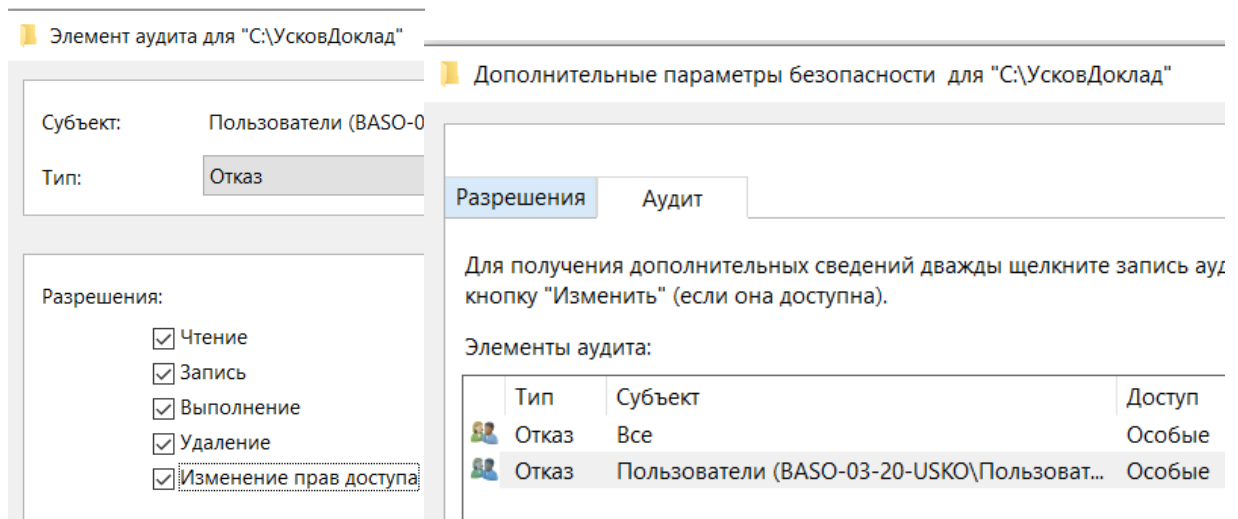 Элемент аудита для "C:\УсковДоклад"
Субъект: Пользователи (BASO-0
Тип: Отказ
Разрешения:
Чтение
Запись
Выполнение
Удаление
Изменение прав доступа
Дополнительные параметры безопасности для "C:\УсковДоклад"
Разрешения Аудит
Для получения дополнительных сведений дважды щелкните запись ауд
кнопку "Изменить" (если она доступна).
Элементы аудита:
Тип Субъект Доступ
Отказ Все Особые
Отказ Пользователи (BASO-03-20-USKO\Пользоват... Особые